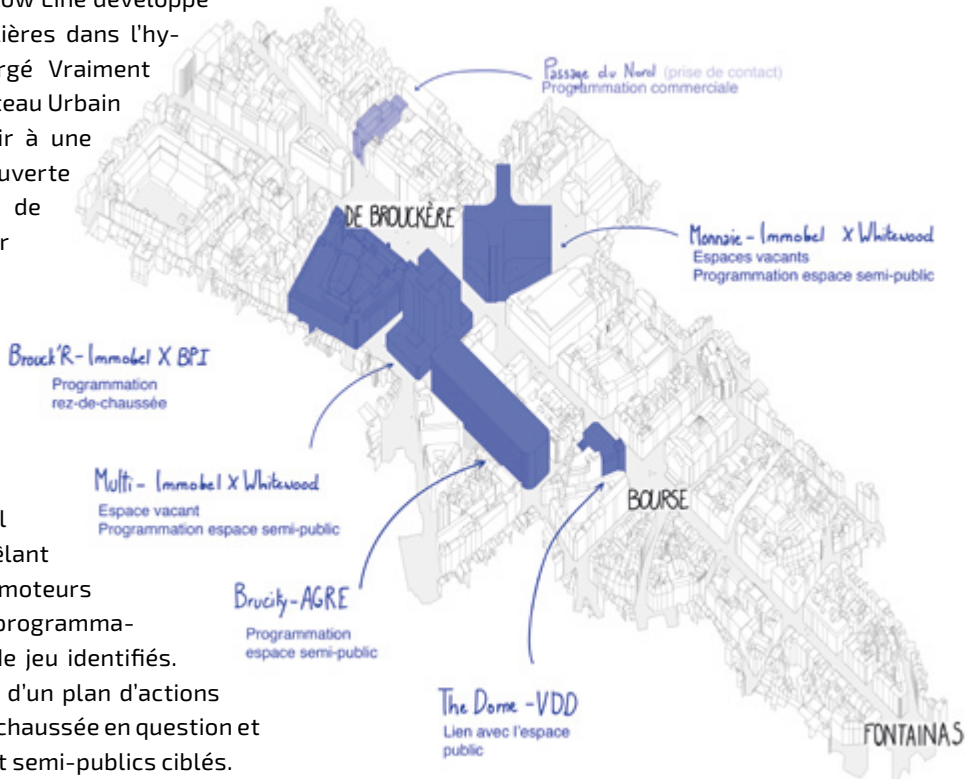 ow Line développe
ières dans l'hy-
rgé Vraiment
teau Urbain
ir à une
uverte
de
r
Passage du Nord (prise de contact)
Programmation commerciale
DE BROUCKÈRE
Monnaie - Immobel X Whitewood
Espaces vacants
Programmation espace semi-public
Brouck'R - Immobel X BPI
Programmation
rez-de-chaussée
Multi - Immobel X Whitewood
Espace vacant
Programmation espace semi-public
BOURSE
l
êlant
moteurs
programma-
de jeu identifiés.
d'un plan d'actions
chaussée en question et
t semi-publics ciblés.
Brucity - AGRE
Programmation
espace semi-public
The Dome - VDD
Lien avec l'espace
public
FONTAINAS